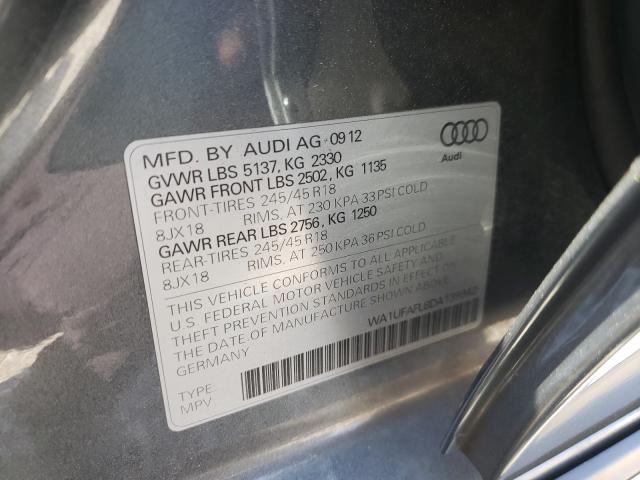 MFD. BY AUDI AG 09 12
GVWR LBS 5137, KG 2330
GAWR FRONT LBS 2502, KG 1135
FRONT-TIRES 245/45 R18
8JX18 RIMS. AT 230 KPA 33 PSI COLD
GAWR REAR LBS 2756, KG 1250
REAR-TIRES 245/45 R18
8JX18 RIMS. AT 250 KPA 36 PSI COLD
THIS VEHICLE CONFORMS TO ALL APPLICABLE
U.S. FEDERAL MOTOR VEHICLE SAFETY AND
THEFT PREVENTION STANDARDS IN EFFECT ON
THE DATE OF MANUFACTURE SHOWN ABOVE
GERMANY
TYPE:
MPV
Audi